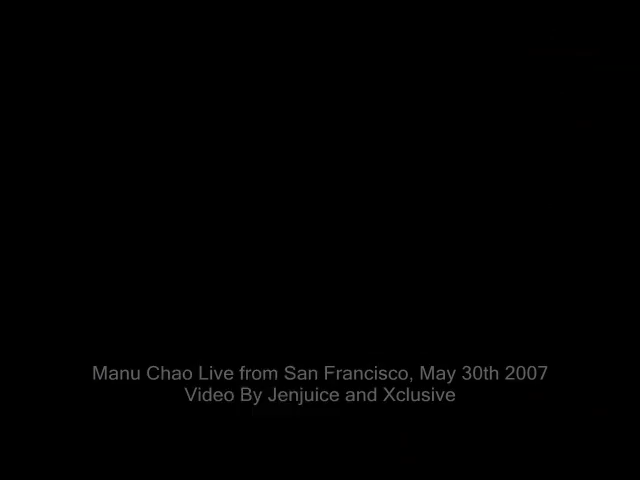 Manu Chao Live from San Francisco, May 30th 2007
Video By Jenjuice and Xclusive